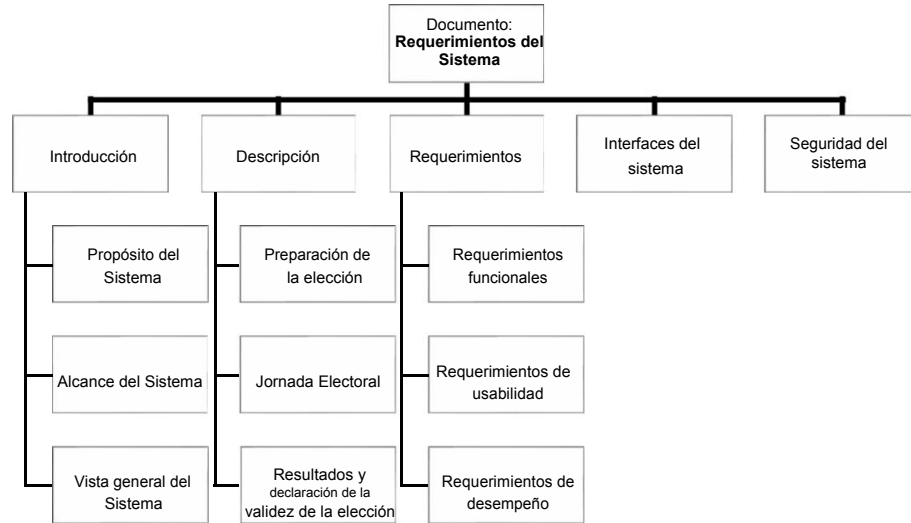 Documento:
Requerimientos del
Sistema
Introducción
Descripción
Requerimientos
Interfaces del
sistema
Seguridad del
sistema
Propósito del
Sistema
Preparación de
la elección
Requerimientos
funcionales
Alcance del Sistema
Jornada Electoral
Requerimientos de
usabilidad
Vista general del
Sistema
Resultados y
declaración de la
validez de la elección
Requerimientos de
desempeño